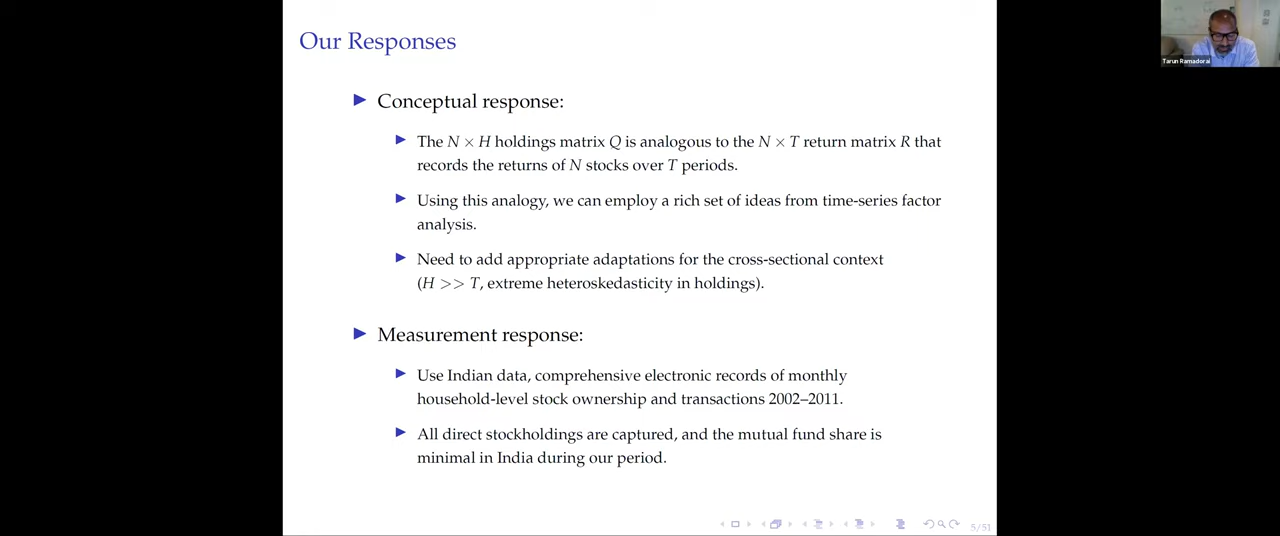 Our Responses
Conceptual response:
The N × H holdings matrix Q is analogous to the N × T return matrix R that
records the returns of N stocks over T periods.
Using this analogy, we can employ a rich set of ideas from time-series factor
analysis.
Need to add appropriate adaptations for the cross-sectional context
(H >> T, extreme heteroskedasticity in holdings).
Measurement response:
Use Indian data, comprehensive electronic records of monthly
household-level stock ownership and transactions 2002–2011.
All direct stockholdings are captured, and the mutual fund share is
minimal in India during our period.
5/51
Tarun Ramadorai